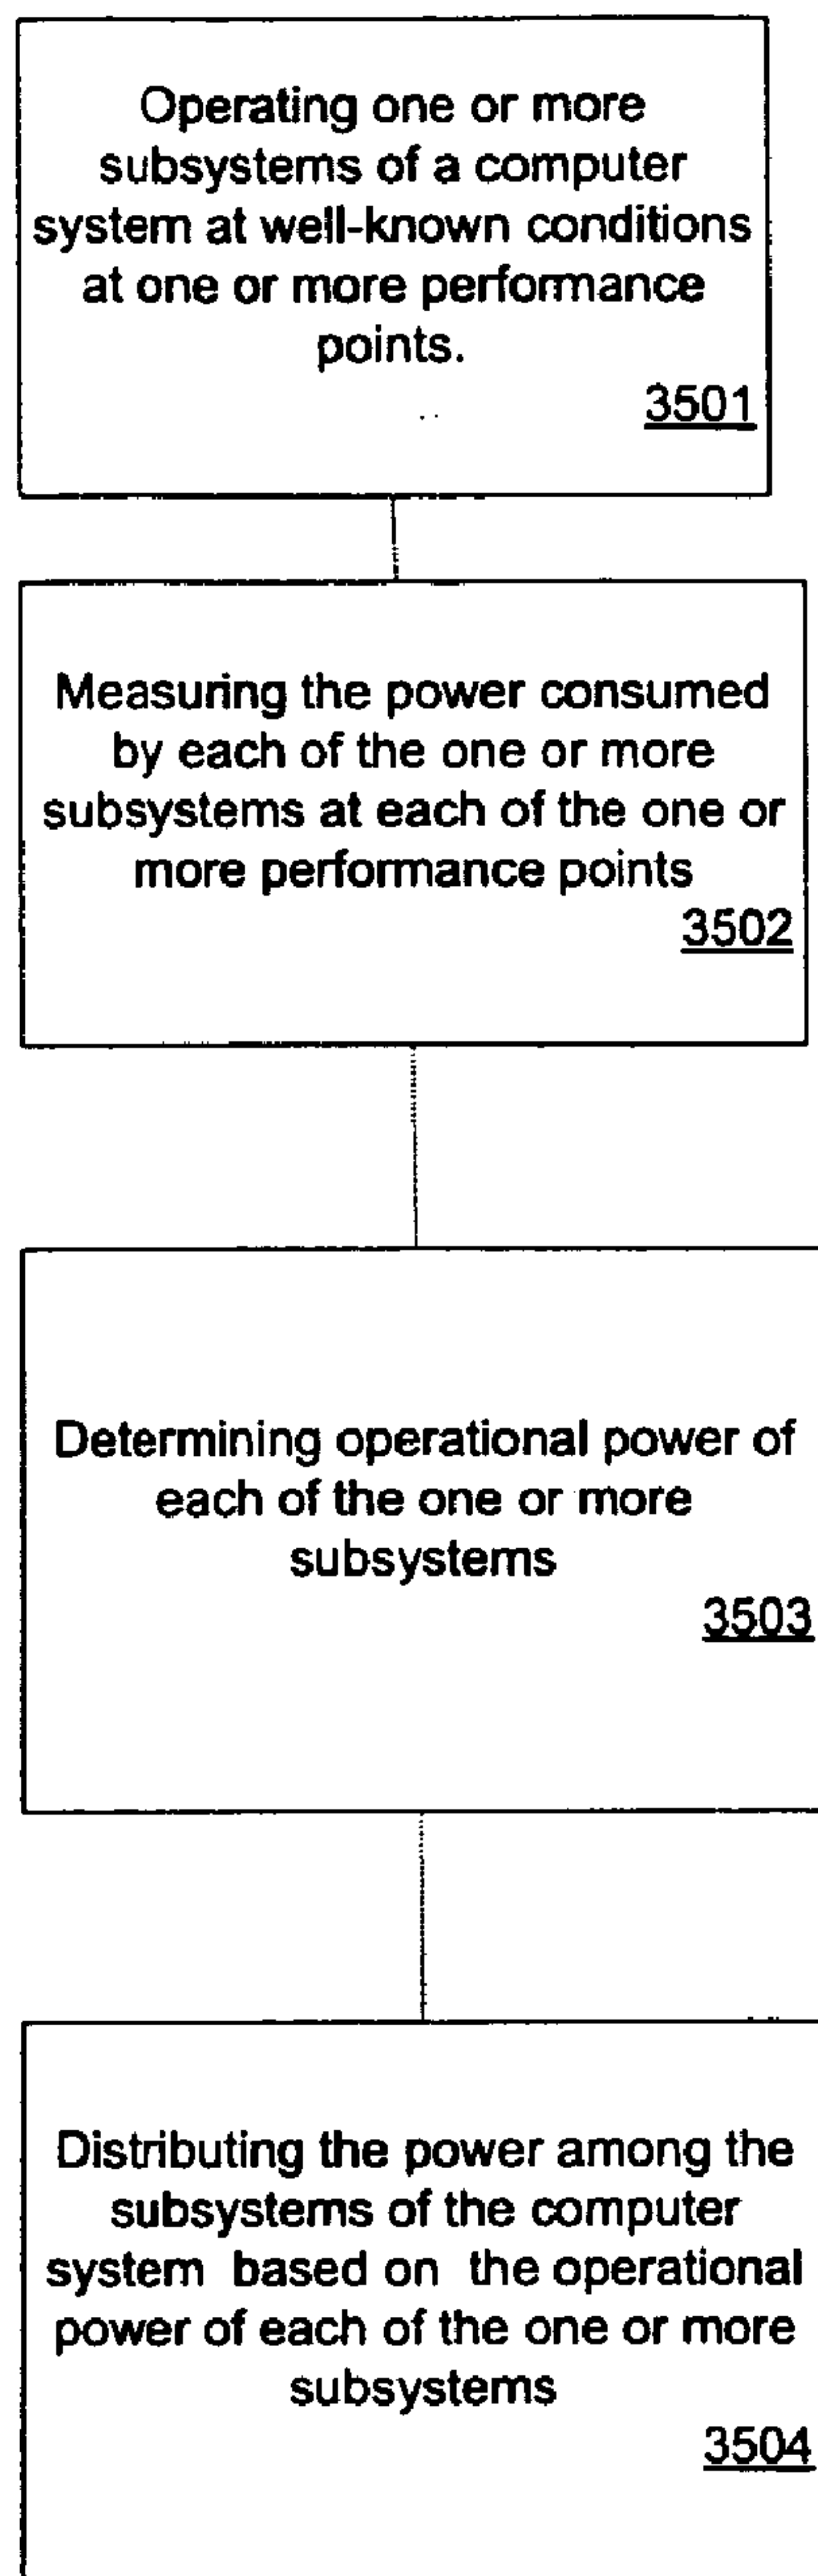 Operating one or more
subsystems of a computer
system at well-known conditions
at one or more performance
points.
3501
Measuring the power consumed
by each of the one or more
subsystems at each of the one or
more performance points
3502
Determining operational power of
each of the one or more
subsystems
3503
Distributing the power among the
subsystems of the computer
system based on the operational
power of each of the one or more
subsystems
3504